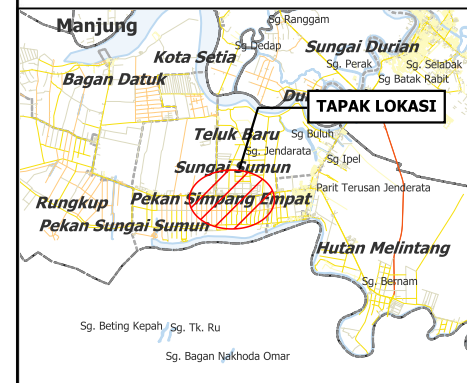 Sg Ranggam
Manjung
Sg Dedap
Sungai Durian
Kota Setia
Sg. Perak
Sg. Selabak
Bagan Datuk
Sg Batak Rabit
TAPAK LOKASI
Teluk Baru
Sg Buluh
Sg. Jendarata
Sungai Sumun
Sg Ipel
Parit Terusan Jenderata
Rungkup
Pekan Simpang Empat
Pekan Sungai Sumun
Hutan Melintang
Sg. Bernam
Sg. Beting Kepah
Sg. Tk. Ru
Sg. Bagan Nakhoda Omar